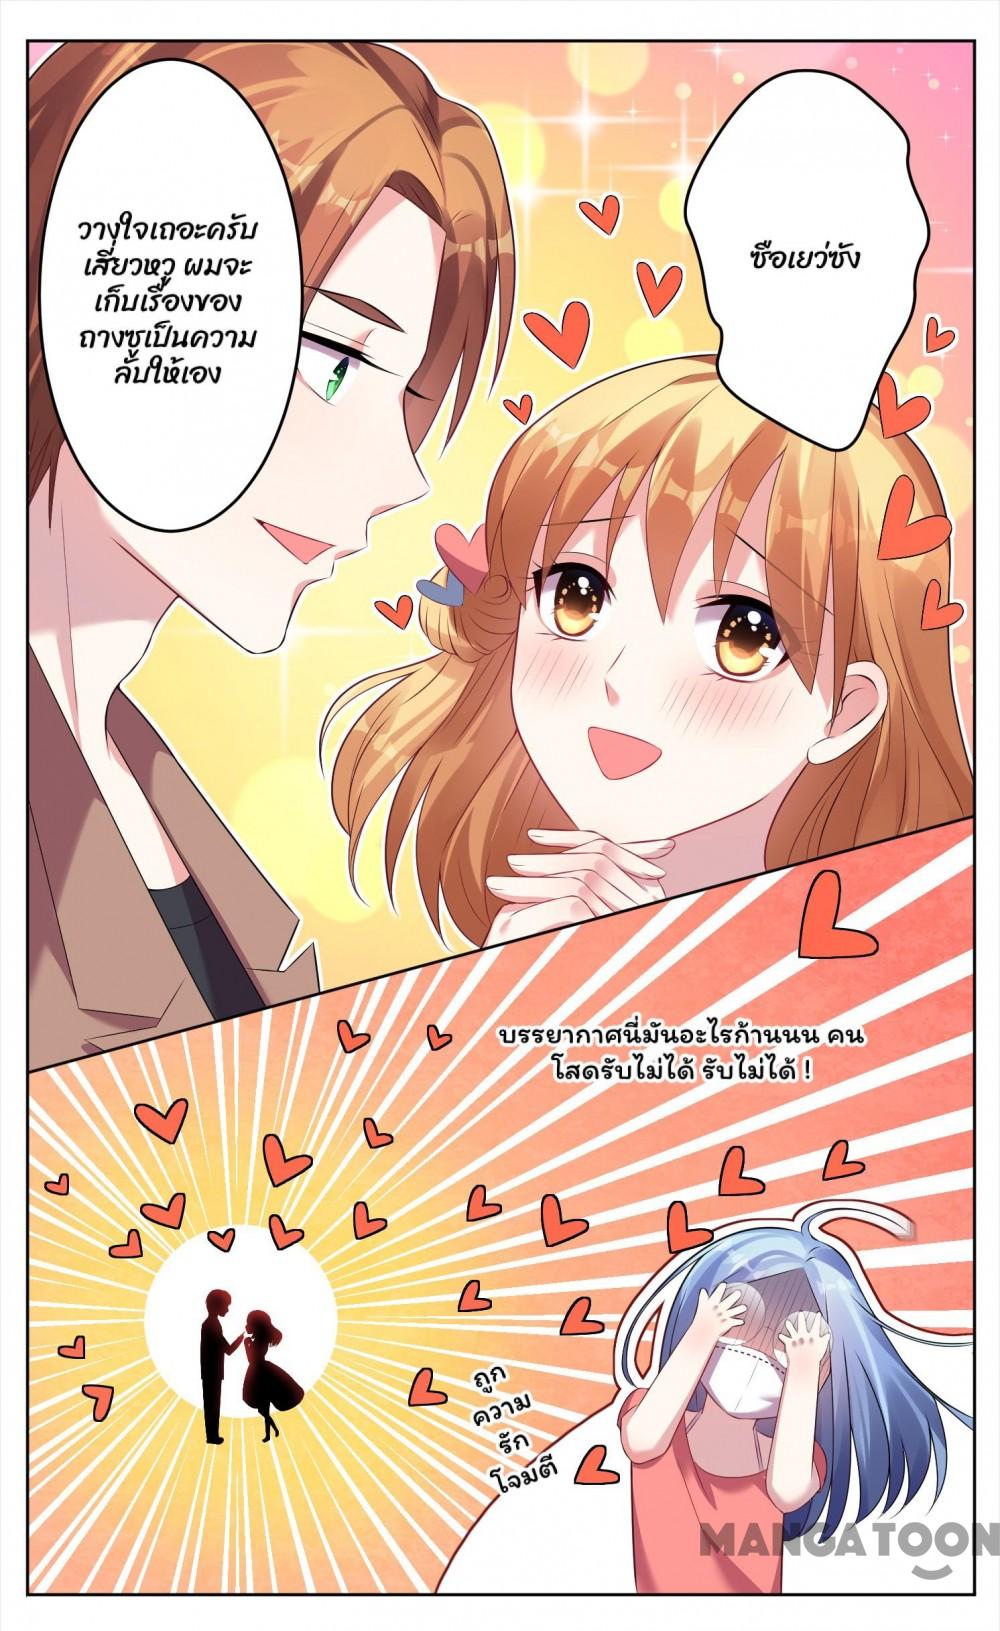 วางใจเถอะครับ
เสี่ยวหวู ผมจะ
เก็บเรื่องของ
ถางซูเป็นความ
ลับให้เอง
ซือเยว่ซัง
บรรยากาศนี่มันอะไรก้านนน คน
โสดรับไม่ได้ รับไม่ได้ !
ถูก
ความ
รัก
โจมตี
MANGATOON